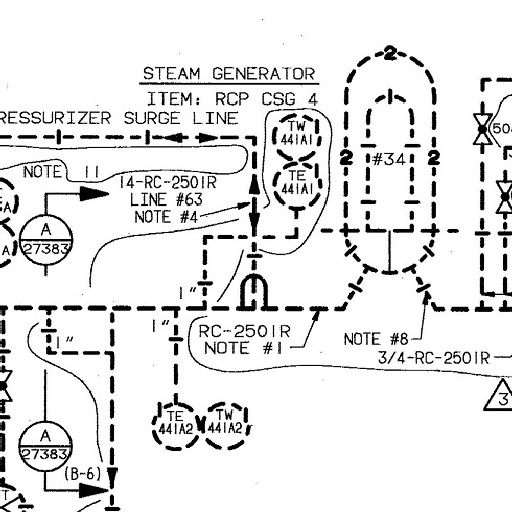 2
STEAM GENERATOR
ITEM: RCP CSG 4
RESSURIZER SURGE LINE
TW
441A1
50
2
#34
2
NOTE 11
14-RC-2501R
LINE #63
NOTE #4
TE
441A1
A
A
27383
A
1"
1"
RC-2501R
NOTE #1
NOTE #8
3/4-RC-2501R
1"
3
TE
441A2
TW
441A2
A
27383
(B-6)
T